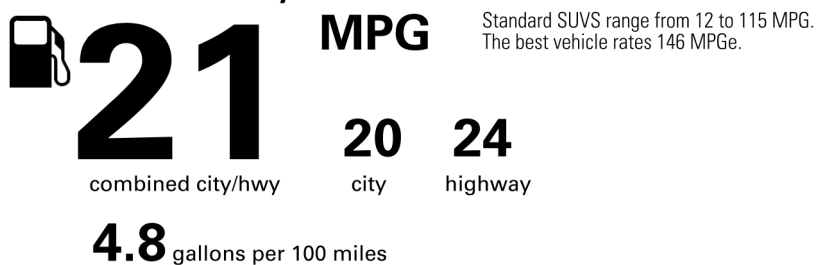 MPG
Standard SUVS range from 12 to 115 MPG.
The best vehicle rates 146 MPGe.
21
20
24
combined city/hwy
city
highway
4.8 gallons per 100 miles